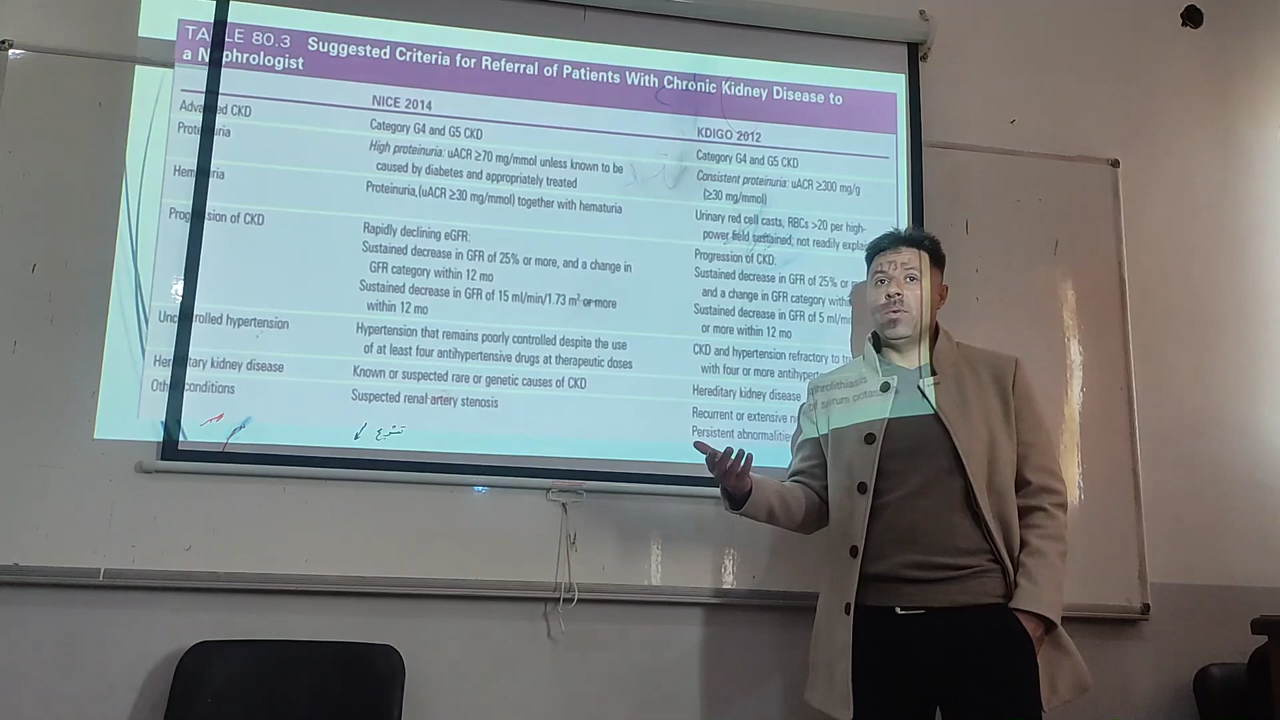 TABLE 80.3 Suggested Criteria for Referral of Patients With Chronic Kidney Disease to
a Nephrologist
NICE 2014
KDIGO 2012
Advanced CKD
Category G4 and G5 CKD
Category G4 and G5 CKD
Proteinuria
High proteinuria: uACR ≥70 mg/mmol unless known to be
caused by diabetes and appropriately treated
Consistent proteinuria: uACR ≥300 mg/g
(≥30 mg/mmol)
Hematuria
Proteinuria, (uACR ≥30 mg/mmol) together with hematuria
Urinary red cell casts, RBCs >20 per high-
power field sustained, not readily explai
Progression of CKD
Rapidly declining eGFR:
Sustained decrease in GFR of 25% or more, and a change in
GFR category within 12 mo
Sustained decrease in GFR of 15 ml/min/1.73 m² or more
within 12 mo
Progression of CKD:
Sustained decrease in GFR of 25% or
and a change in GFR category with
Sustained decrease in GFR of 5 ml/m
or more within 12 mo
Uncontrolled hypertension
Hypertension that remains poorly controlled despite the use
of at least four antihypertensive drugs at therapeutic doses
CKD and hypertension refractory to tr
with four or more antihyperte
Hereditary kidney disease
Known or suspected rare or genetic causes of CKD
Hereditary kidney disease
Other conditions
Suspected renal artery stenosis
Recurrent or extensive nephrolithiasis
Persistent abnormalities of serum potas
تشريح